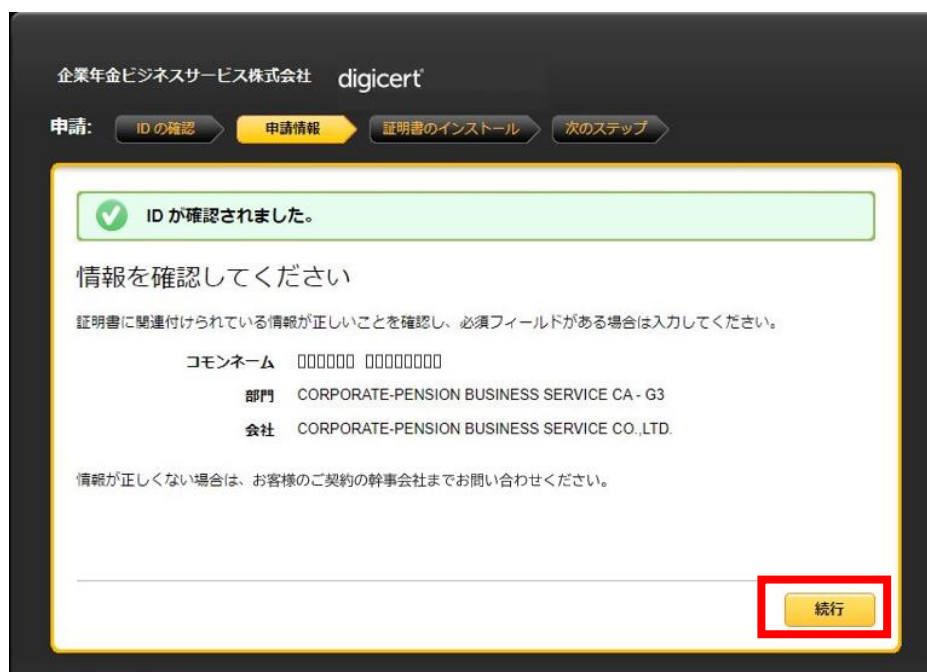 企業年金ビジネスサービス株式会社 digicert
申請: ID の確認 申請情報 証明書のインストール 次のステップ
ID が確認されました。
情報を確認してください
証明書に関連付けられている情報が正しいことを確認し、必須フィールドがある場合は入力してください。
コモンネーム
部門 CORPORATE-PENSION BUSINESS SERVICE CA - G3
会社 CORPORATE-PENSION BUSINESS SERVICE CO.,LTD.
情報が正しくない場合は、お客様のご契約の幹事会社までお問い合わせください。
続行